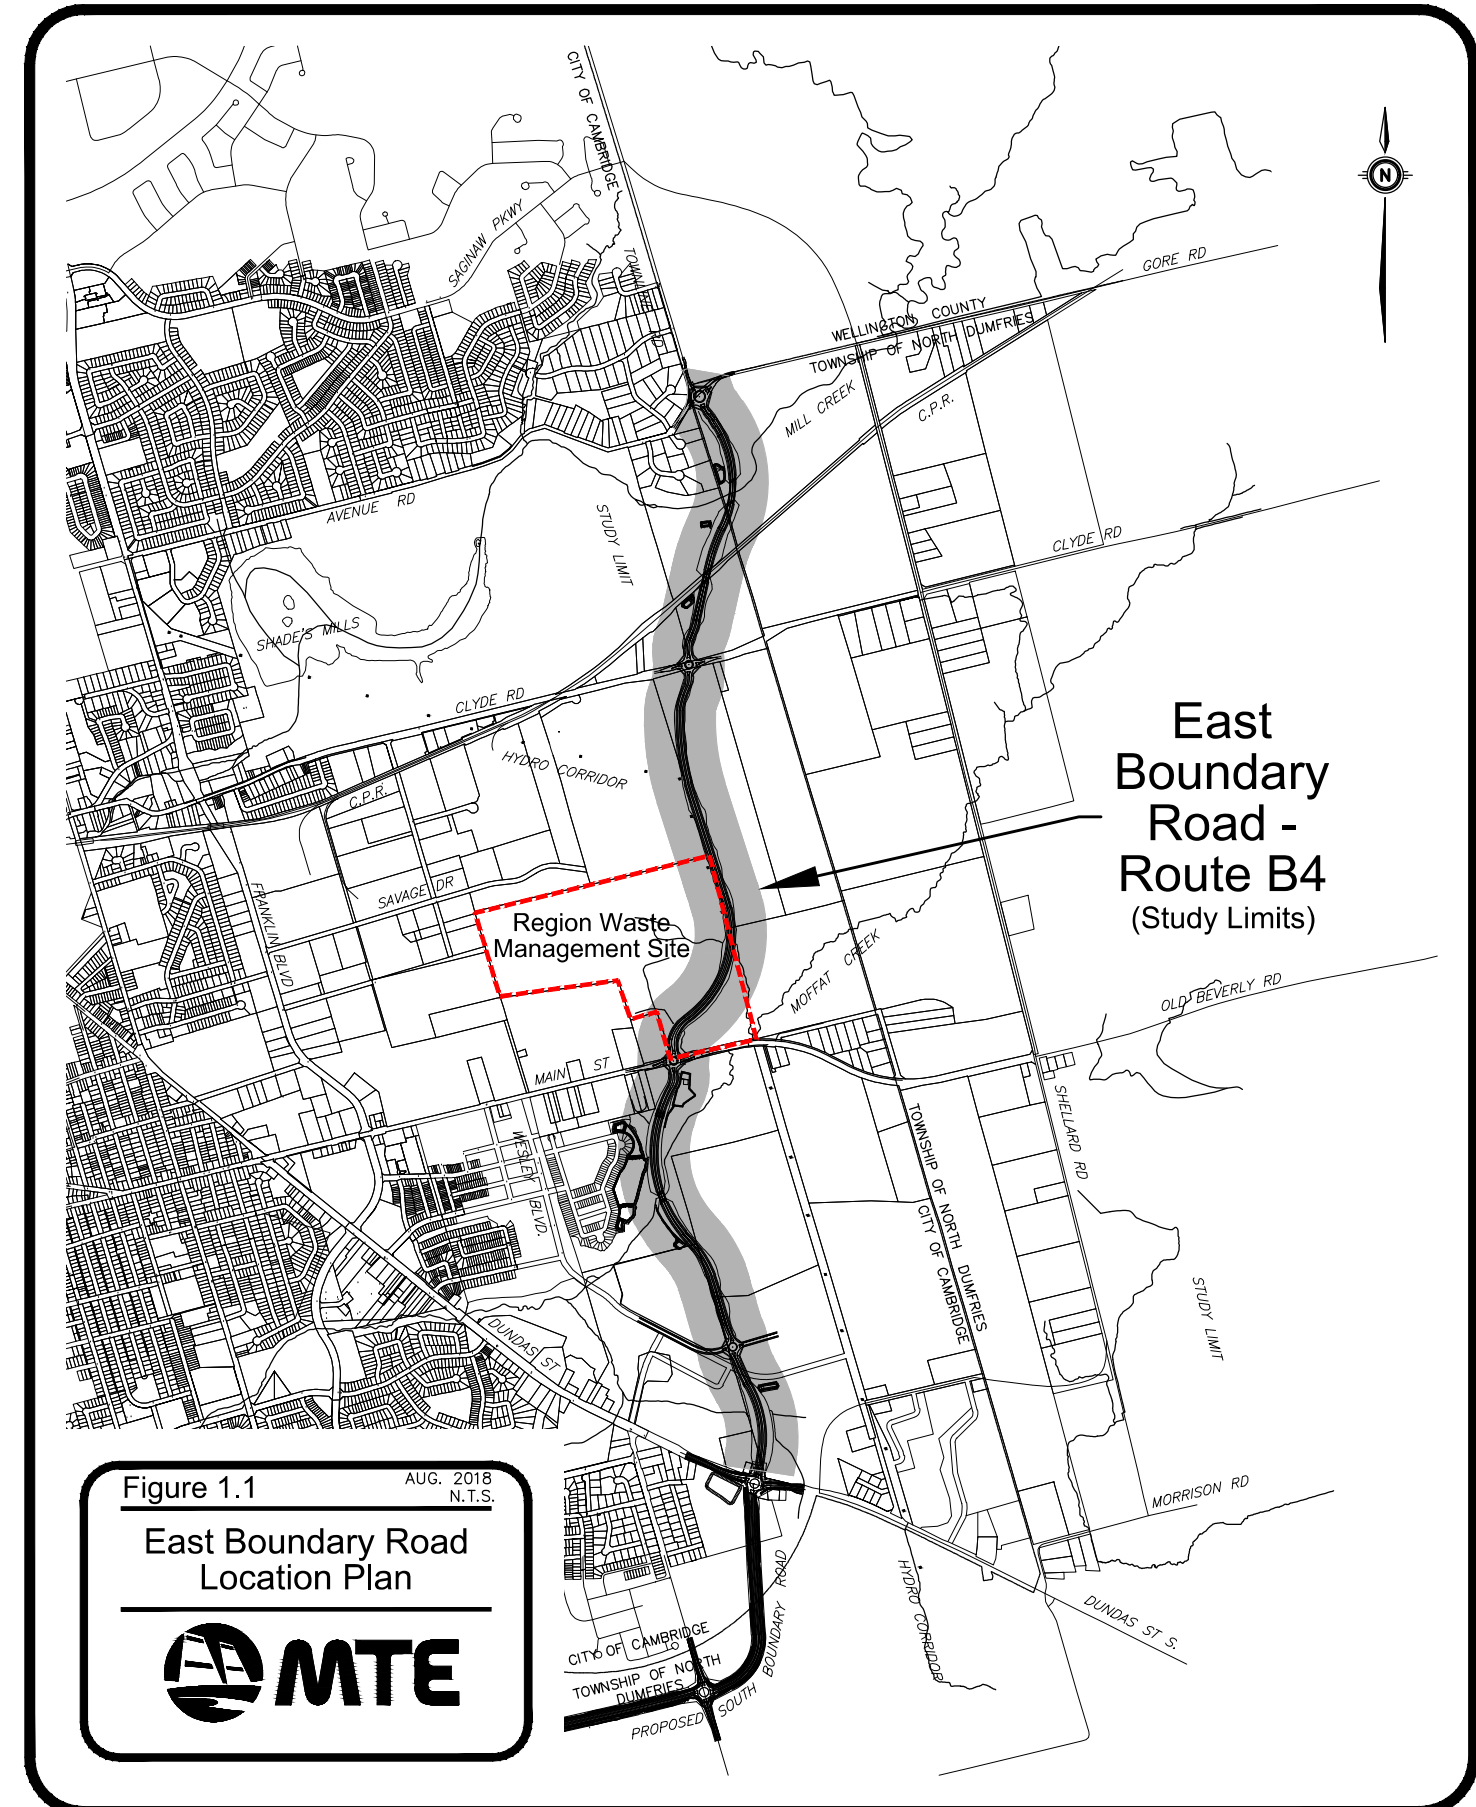 CITY OF CAMBRIDGE
SAGINAW PKWY
N
GORE RD
WELLINGTON COUNTY
TOWNSHIP OF NORTH DUMFRIES
MILL CREEK
C.P.R.
AVENUE RD
STUDY LIMIT
CLYDE RD
SHADE'S MILLS
CLYDE RD
HYDRO CORRIDOR
C.P.R.
East
Boundary
Road -
Route B4
(Study Limits)
SAVAGE DR
FRANKLIN BLVD
Region Waste
Management Site
MOFFAT CREEK
OLD BEVERLY RD
MAIN ST
WESLEY BLVD.
SHELLARD RD
TOWNSHIP OF NORTH DUMFRIES
CITY OF CAMBRIDGE
STUDY LIMIT
DUNDAS ST
MORRISON RD
HYDRO CORRIDOR
DUNDAS ST S.
CITY OF CAMBRIDGE
TOWNSHIP OF NORTH
DUMFRIES
PROPOSED SOUTH BOUNDARY ROAD
Figure 1.1
AUG. 2018
N.T.S.
East Boundary Road
Location Plan
MTE